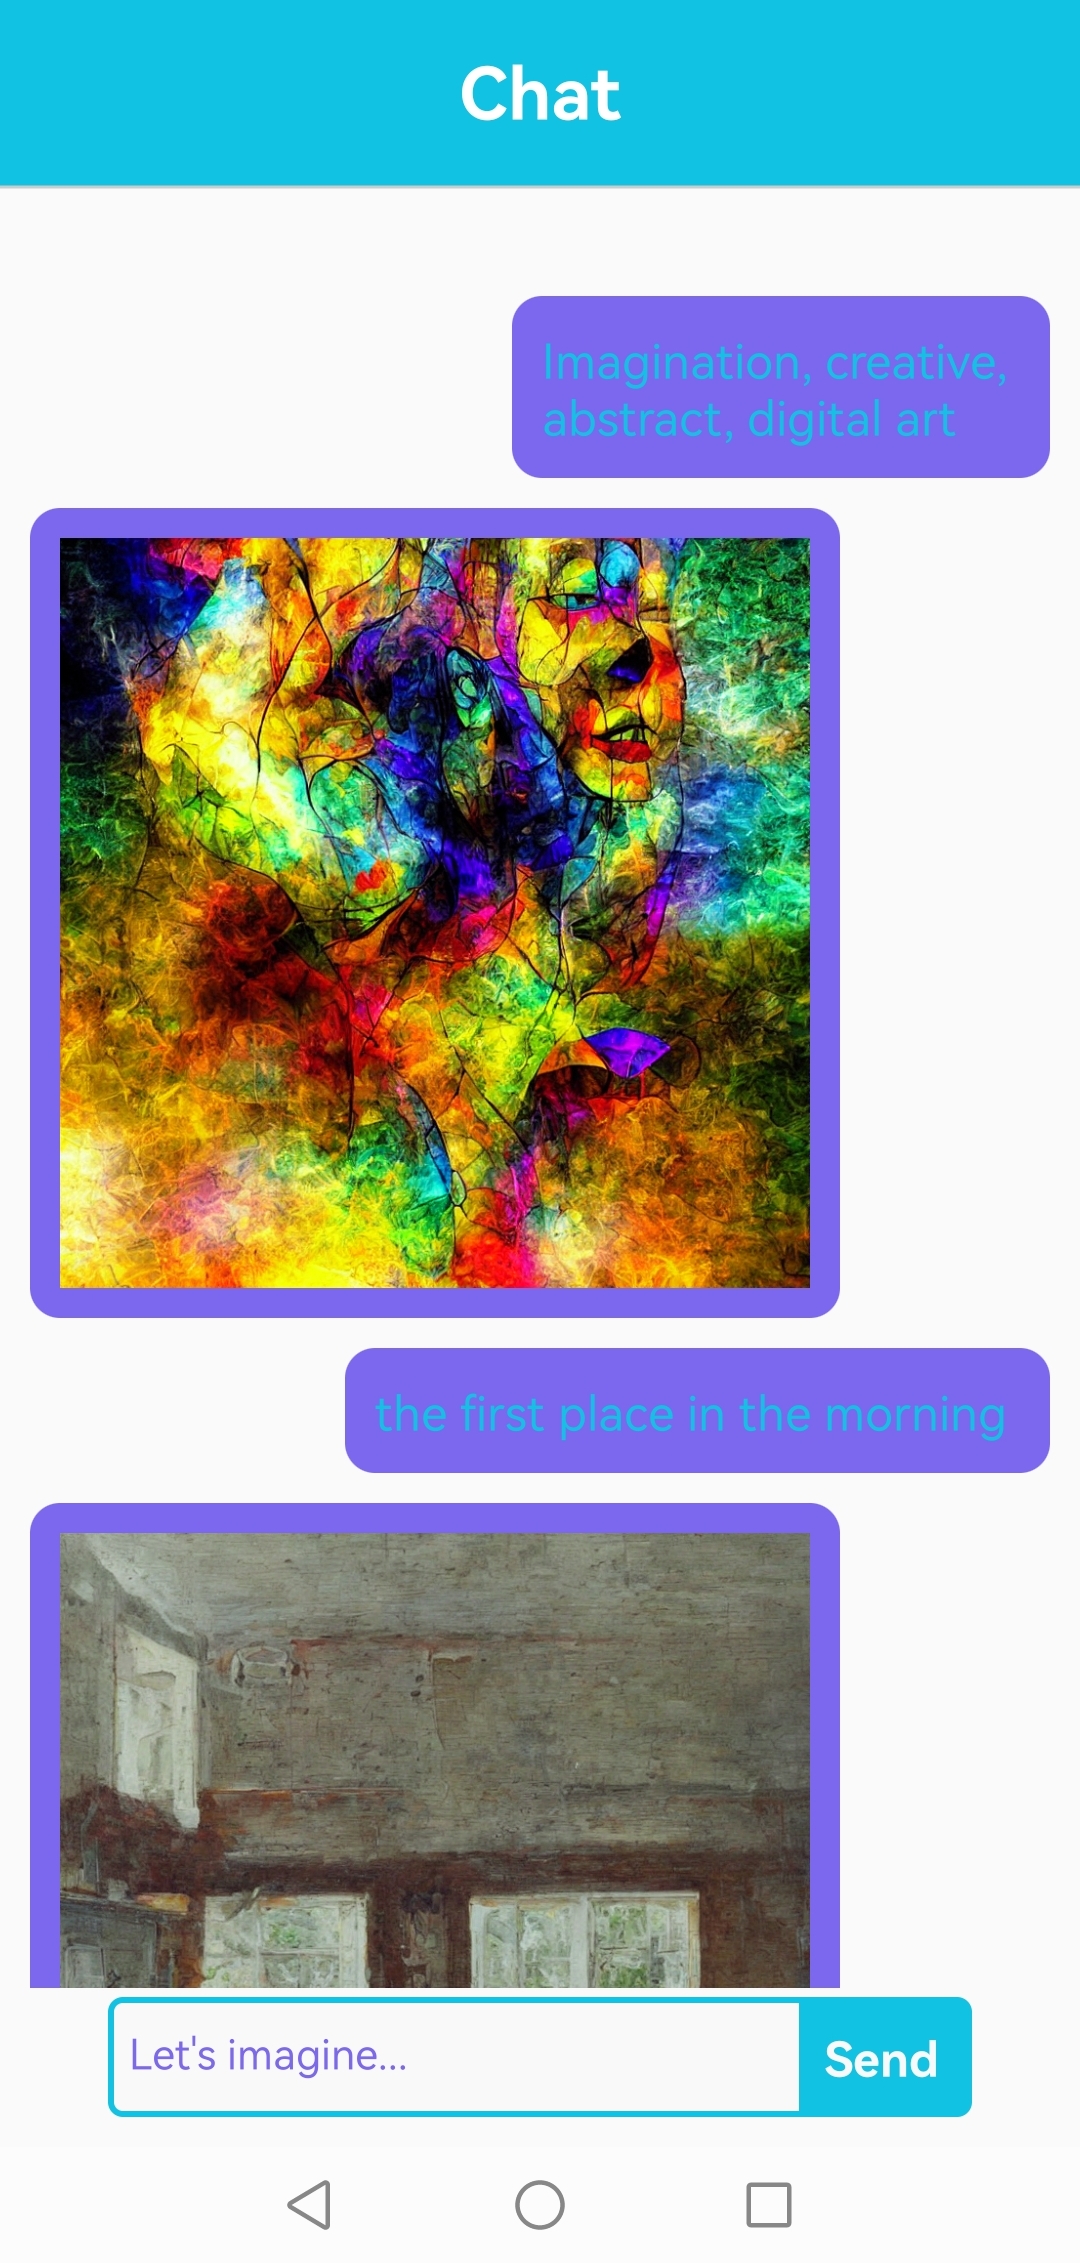 Chat
Imagination, creative,
abstract, digital art
the first place in the morning
Let's imagine...
Send